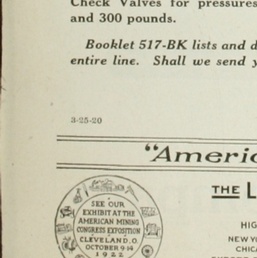 Check Valves for pressures
and 300 pounds.
Booklet 517-BK lists and d
entire line. Shall we send y
3-25-20
"Americ
THE L
SEE OUR
EXHIBIT AT THE
AMERICAN MINING
CONGRESS EXPOSITION
CLEVELAND, O.
OCTOBER 9-14
1922
HIG
NEW YO
CHICA